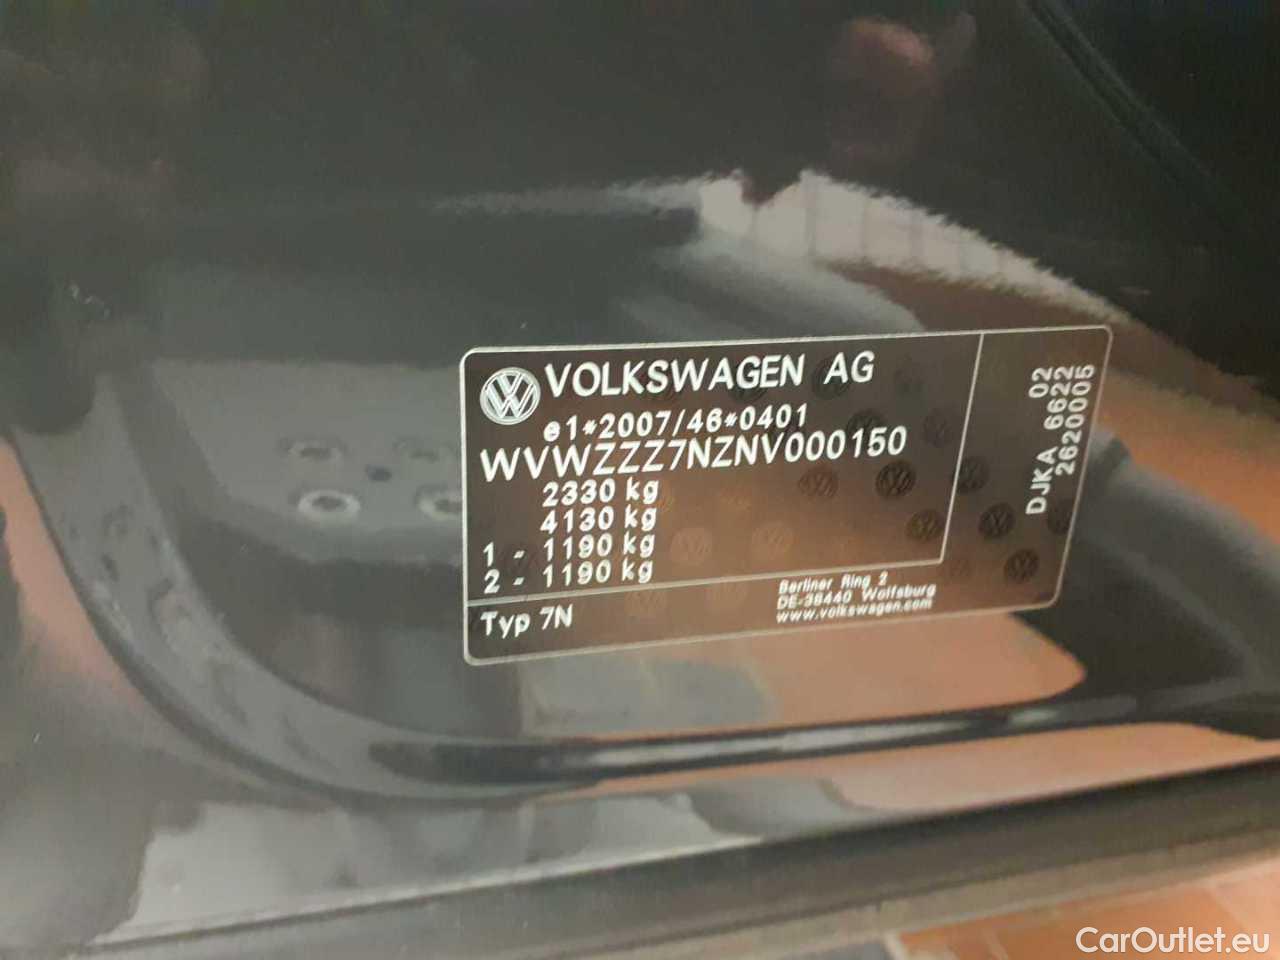 VOLKSWAGEN AG
e1*2007/46*0401
WVWZZZ7NZNV000150
2330 kg
4130 kg
1 - 1190 kg
2 - 1190 kg
Typ 7N
Berliner Ring 2
DE-38440 Wolfsburg
www.volkswagen.com
02
DJKA 6622
2620005
CarOutlet.eu